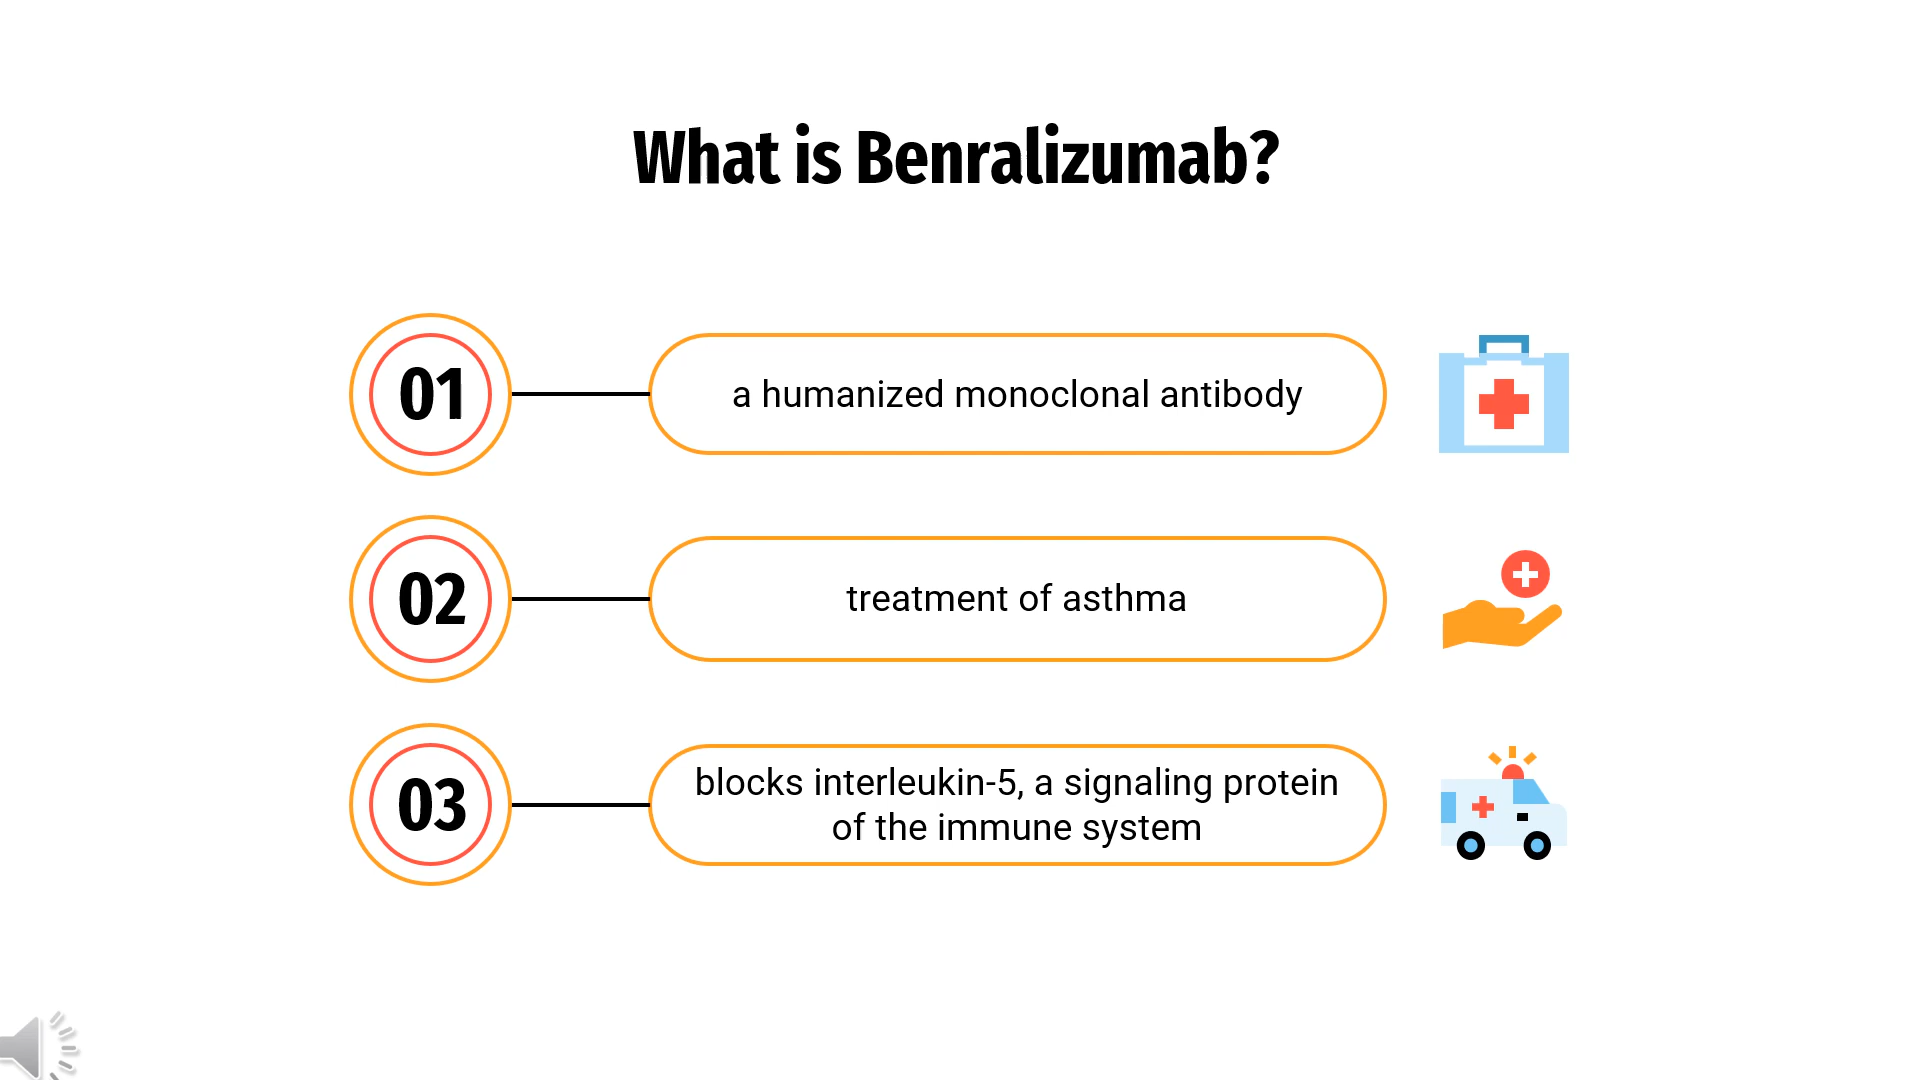 What is Benralizumab?
01
a humanized monoclonal antibody
02
treatment of asthma
03
blocks interleukin-5, a signaling protein
of the immune system